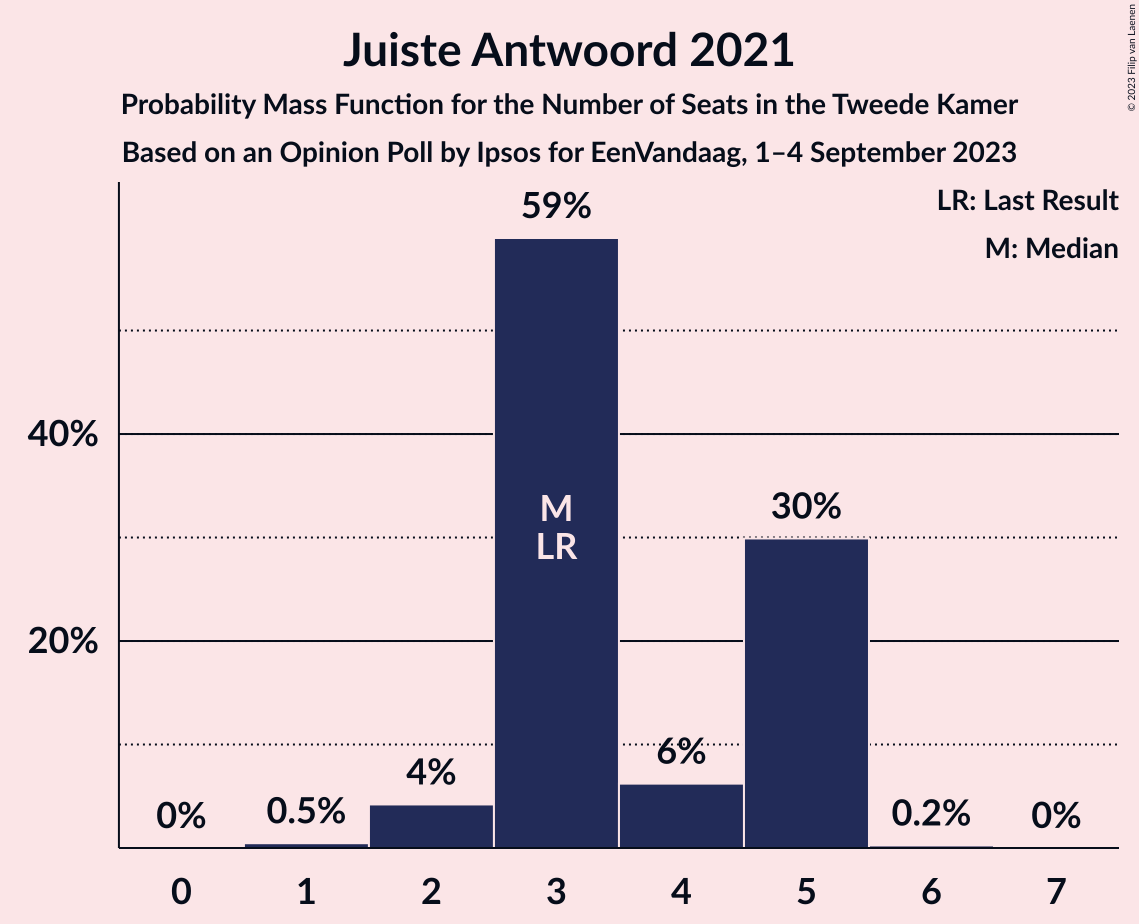 Juiste Antwoord 2021
Probability Mass Function for the Number of Seats in the Tweede Kamer
Based on an Opinion Poll by Ipsos for EenVandaag, 1–4 September 2023
© 2023 Filip van Laenen
LR: Last Result
M: Median
59%
40%
M
LR
30%
20%
6%
4%
0%
0.5%
0.2%
0%
0 1 2 3 4 5 6 7